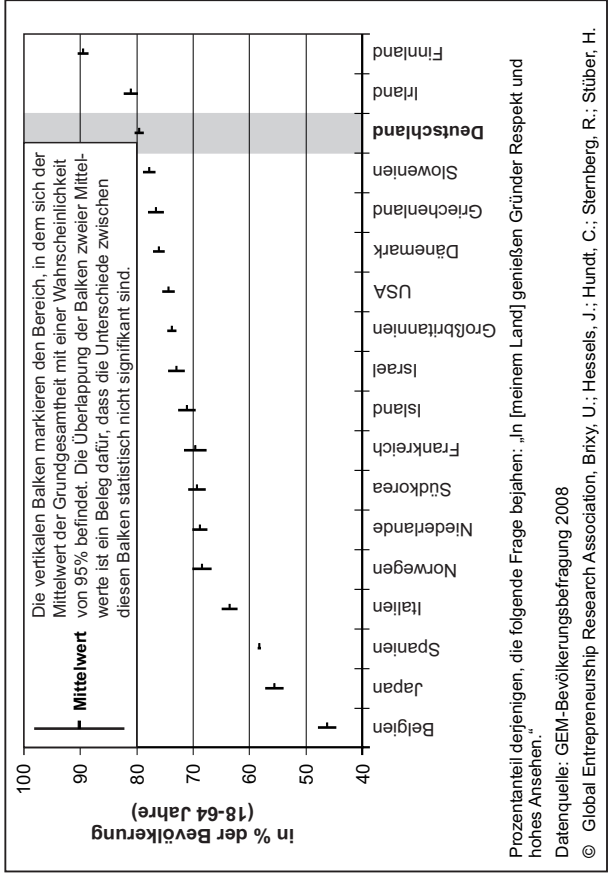 in % der Bevölkerung
(18-64 Jahre)
100
90
80
70
60
50
40
Mittelwert
Die vertikalen Balken markieren den Bereich, in dem sich der
Mittelwert der Grundgesamtheit mit einer Wahrscheinlichkeit
von 95% befindet. Die Überlappung der Balken zweier Mittel-
werte ist ein Beleg dafür, dass die Unterschiede zwischen
diesen Balken statistisch nicht signifikant sind.
Belgien
Japan
Spanien
Italien
Norwegen
Niederlande
Südkorea
Frankreich
Island
Israel
Großbritannien
USA
Dänemark
Griechenland
Slowenien
Deutschland
Irland
Finnland
Prozentanteil derjenigen, die folgende Frage bejahen: „In [meinem Land] genießen Gründer Respekt und
hohes Ansehen.“
Datenquelle: GEM-Bevölkerungsbefragung 2008
© Global Entrepreneurship Research Association, Brixy, U.; Hessels, J.; Hundt, C.; Sternberg, R.; Stüber, H.